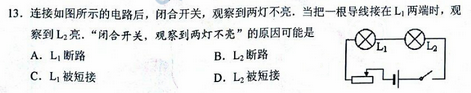 13. 连接如图所示的电路后，闭合开关，观察到两灯不亮．当把一根导线接在L₁两端时，观
察到L₂亮．“闭合开关，观察到两灯不亮”的原因可能是
A．L₁断路 B．L₂断路
C．L₁被短接 D．L₂被短接
L₁ L₂